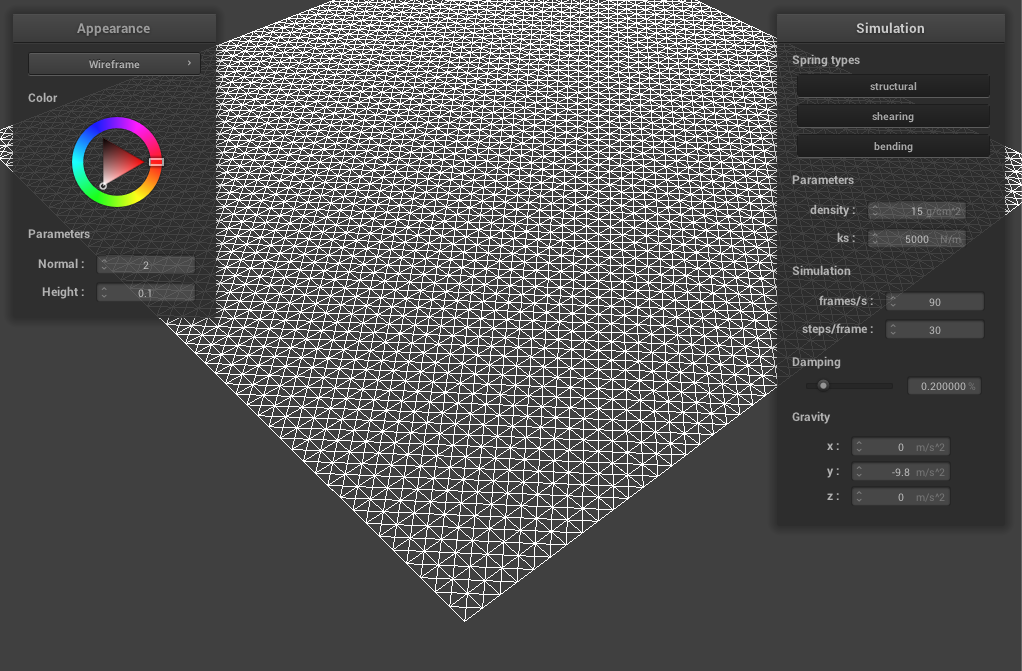 Appearance
Wireframe ›
Color
Parameters
Normal : 2
Height : 0.1
Simulation
Spring types
structural
shearing
bending
Parameters
density : 15 g/cm^2
ks : 5000 N/m
Simulation
frames/s : 90
steps/frame : 30
Damping
0.200000 %
Gravity
x : 0 m/s^2
y : -9.8 m/s^2
z : 0 m/s^2